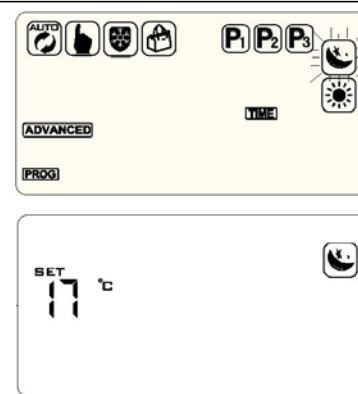 AUTO P1 P2 P3
TIME
ADVANCED
PROG
SET
17 °C